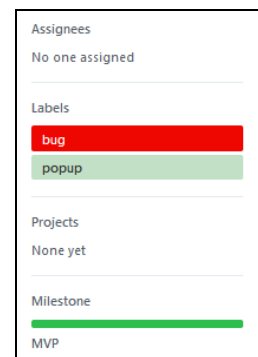 Assignees
No one assigned
Labels
bug
popup
Projects
None yet
Milestone
MVP